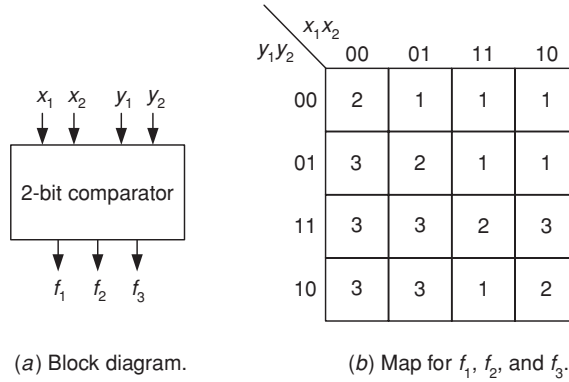 x₁ x₂ y₁ y₂
2-bit comparator
f₁ f₂ f₃
(a) Block diagram.
x₁x₂
y₁y₂ 00 01 11 10
00 2 1 1 1
01 3 2 1 1
11 3 3 2 3
10 3 3 1 2
(b) Map for f₁, f₂, and f₃.